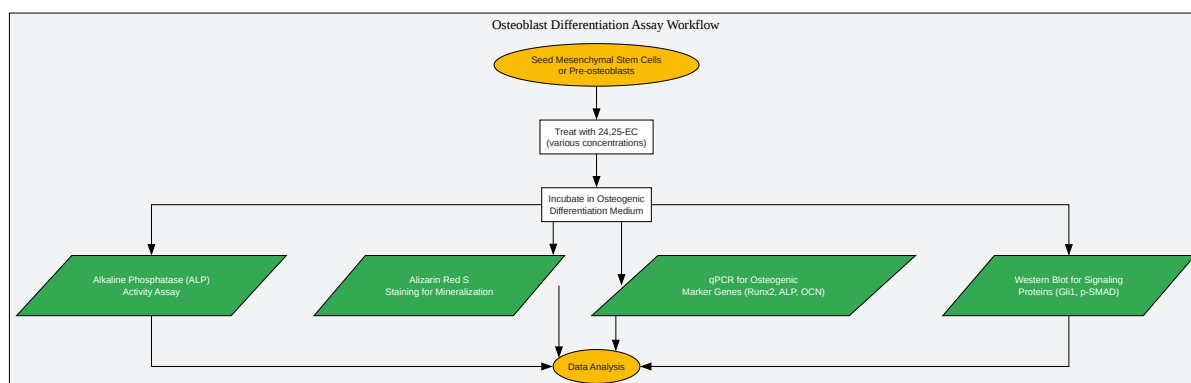 Osteoblast Differentiation Assay Workflow
Seed Mesenchymal Stem Cells
or Pre-osteoblasts
Treat with 24,25-EC
(various concentrations)
Incubate in Osteogenic
Differentiation Medium
Alkaline Phosphatase (ALP)
Activity Assay
Alizarin Red S
Staining for Mineralization
qPCR for Osteogenic
Marker Genes (Runx2, ALP, OCN)
Western Blot for Signaling
Proteins (Gli1, p-SMAD)
Data Analysis